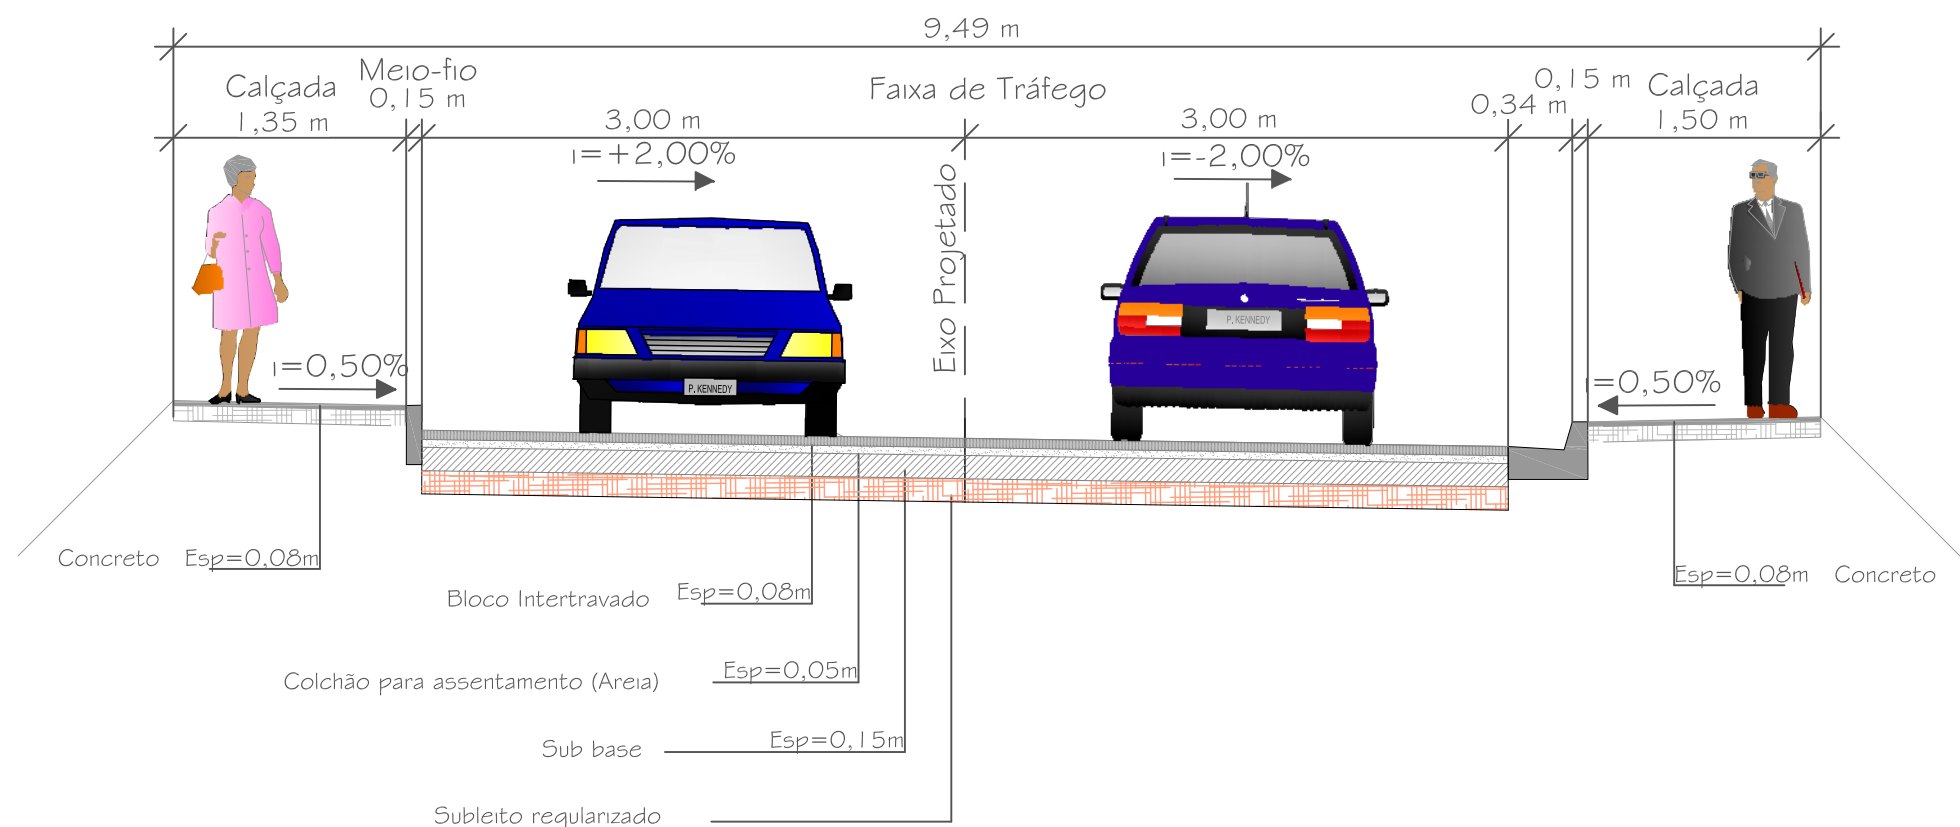 9,49 m
Calçada
1,35 m
Meio-fio
0,15 m
Faixa de Tráfego
3,00 m
3,00 m
0,34 m
0,15 m
Calçada
1,50 m
i=+2,00%
i=-2,00%
Eixo Projetado
i=0,50%
i=0,50%
P. KENNEDY
P. KENNEDY
Concreto Esp=0,08m
Esp=0,08m Concreto
Bloco Intertravado Esp=0,08m
Colchão para assentamento (Areia) Esp=0,05m
Sub base Esp=0,15m
Subleito regularizado